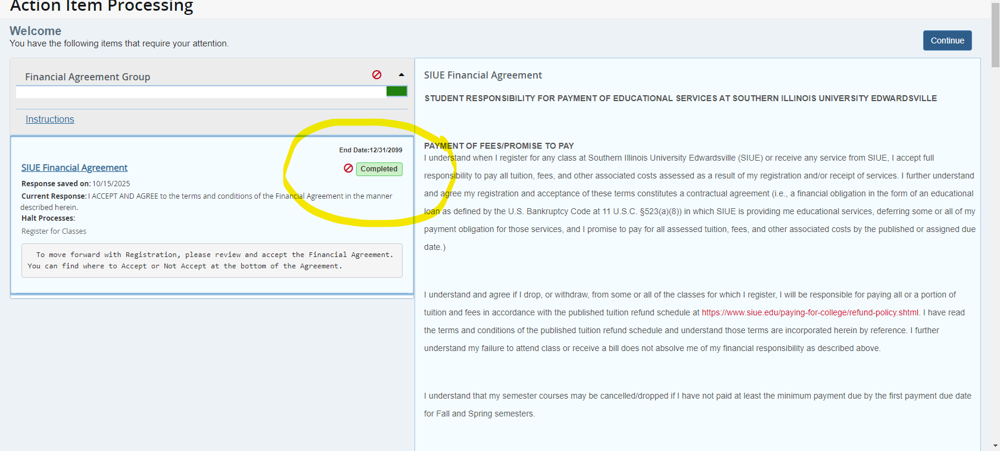 Action Item Processing
Welcome
You have the following items that require your attention.
Continue
Financial Agreement Group
Instructions
End Date:12/31/2099
SIUE Financial Agreement
Completed
Response saved on: 10/15/2025
Current Response: I ACCEPT AND AGREE to the terms and conditions of the Financial Agreement in the manner
described herein.
Halt Processes:
Register for Classes
To move forward with Registration, please review and accept the Financial Agreement.
You can find where to Accept or Not Accept at the bottom of the Agreement.
SIUE Financial Agreement
STUDENT RESPONSIBILITY FOR PAYMENT OF EDUCATIONAL SERVICES AT SOUTHERN ILLINOIS UNIVERSITY EDWARDSVILLE
PAYMENT OF FEES/PROMISE TO PAY
I understand when I register for any class at Southern Illinois University Edwardsville (SIUE) or receive any service from SIUE, I accept full
responsibility to pay all tuition, fees, and other associated costs assessed as a result of my registration and/or receipt of services. I further understand
and agree my registration and acceptance of these terms constitutes a contractual agreement (i.e., a financial obligation in the form of an educational
loan as defined by the U.S. Bankruptcy Code at 11 U.S.C. §523(a)(8)) in which SIUE is providing me educational services, deferring some or all of my
payment obligation for those services, and I promise to pay for all assessed tuition, fees, and other associated costs by the published or assigned due
date.)
I understand and agree if I drop, or withdraw, from some or all of the classes for which I register, I will be responsible for paying all or a portion of
tuition and fees in accordance with the published tuition refund schedule at https://www.siue.edu/paying-for-college/refund-policy.shtml. I have read
the terms and conditions of the published tuition refund schedule and understand those terms are incorporated herein by reference. I further
understand my failure to attend class or receive a bill does not absolve me of my financial responsibility as described above.
I understand that my semester courses may be cancelled/dropped if I have not paid at least the minimum payment due by the first payment due date
for Fall and Spring semesters.